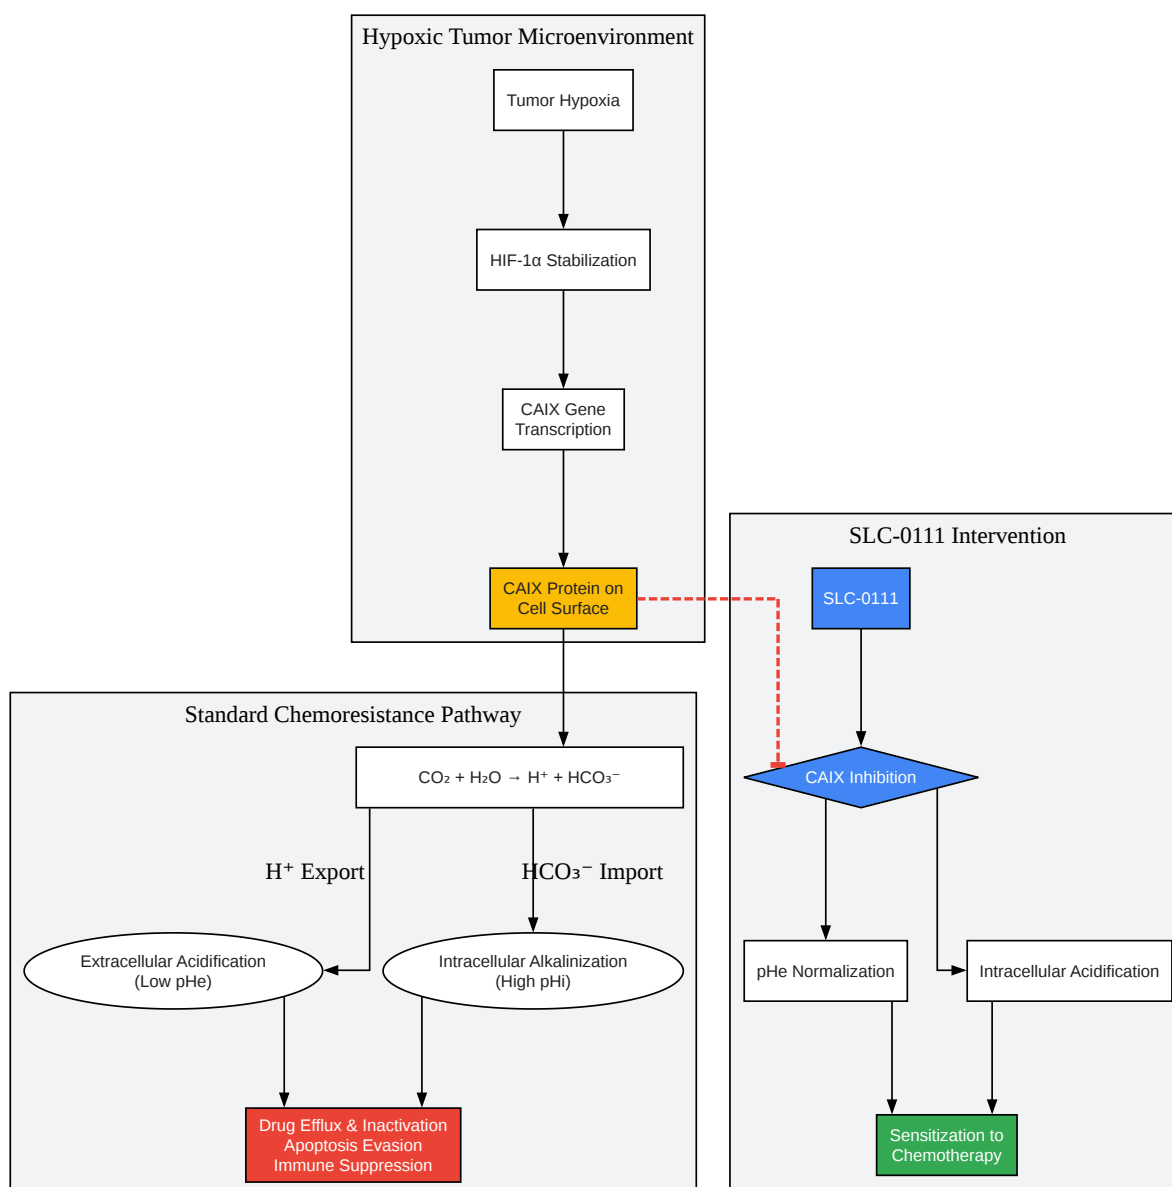 Hypoxic Tumor Microenvironment
Tumor Hypoxia
HIF-1α Stabilization
CAIX Gene
Transcription
CAIX Protein on
Cell Surface
Standard Chemoresistance Pathway
CO₂ + H₂O → H⁺ + HCO₃⁻
H⁺ Export
HCO₃⁻ Import
Extracellular Acidification
(Low pHe)
Intracellular Alkalinization
(High pHi)
Drug Efflux & Inactivation
Apoptosis Evasion
Immune Suppression
SLC-0111 Intervention
SLC-0111
CAIX Inhibition
pHe Normalization
Intracellular Acidification
Sensitization to
Chemotherapy